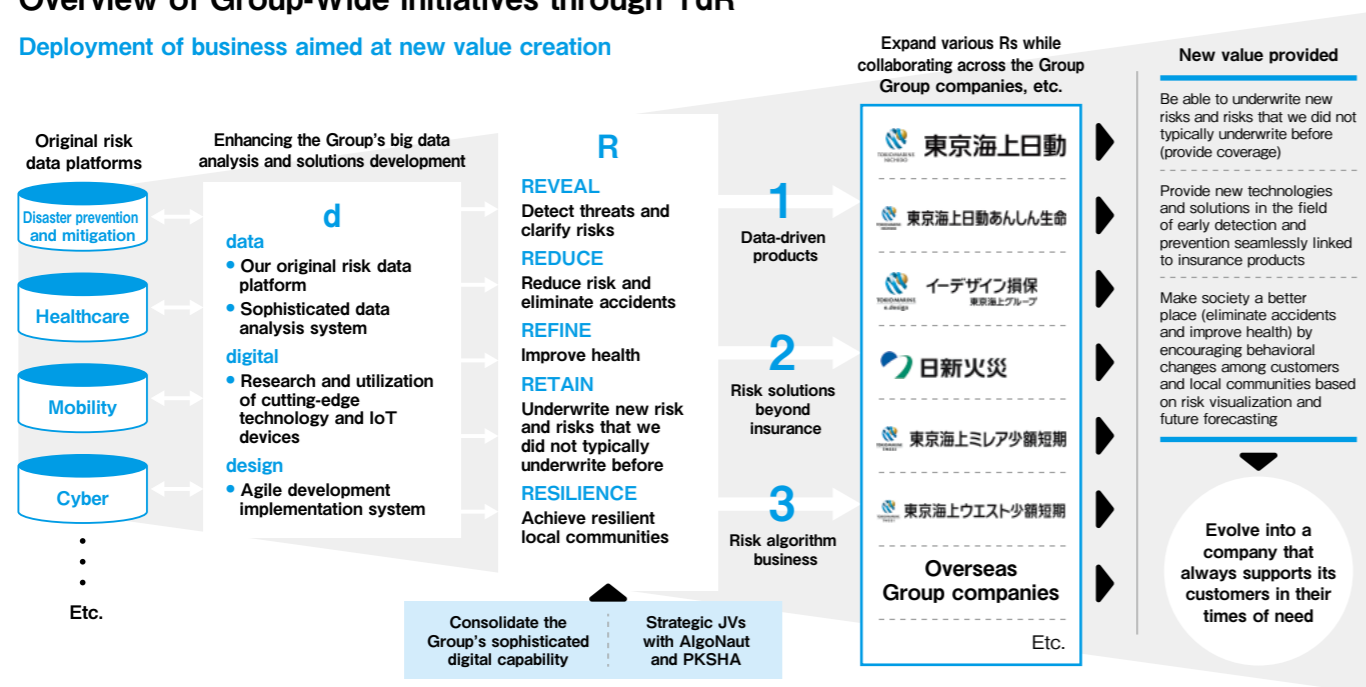 Overview of Group-Wide Initiatives through TdR
Deployment of business aimed at new value creation
Original risk
data platforms
Disaster prevention
and mitigation
Healthcare
Mobility
Cyber
Etc.
Enhancing the Group's big data
analysis and solutions development
d
data
• Our original risk data
platform
• Sophisticated data
analysis system
digital
• Research and utilization
of cutting-edge
technology and IoT
devices
design
• Agile development
implementation system
R
REVEAL
Detect threats and
clarify risks
REDUCE
Reduce risk and
eliminate accidents
REFINE
Improve health
RETAIN
Underwrite new risk
and risks that we
did not typically
underwrite before
RESILIENCE
Achieve resilient
local communities
Consolidate the
Group's sophisticated
digital capability
Strategic JVs
with AlgoNaut
and PKSHA
1
Data-driven
products
2
Risk solutions
beyond
insurance
3
Risk algorithm
business
Expand various Rs while
collaborating across the Group
Group companies, etc.
東京海上日動
東京海上日動あんしん生命
イーデザイン損保
東京海上グループ
日新火災
東京海上ミレア少額短期
東京海上ウエスト少額短期
Overseas
Group companies
Etc.
New value provided
Be able to underwrite new
risks and risks that we did not
typically underwrite before
(provide coverage)
Provide new technologies
and solutions in the field
of early detection and
prevention seamlessly linked
to insurance products
Make society a better
place (eliminate accidents
and improve health) by
encouraging behavioral
changes among customers
and local communities based
on risk visualization and
future forecasting
Evolve into a
company that
always supports its
customers in their
times of need